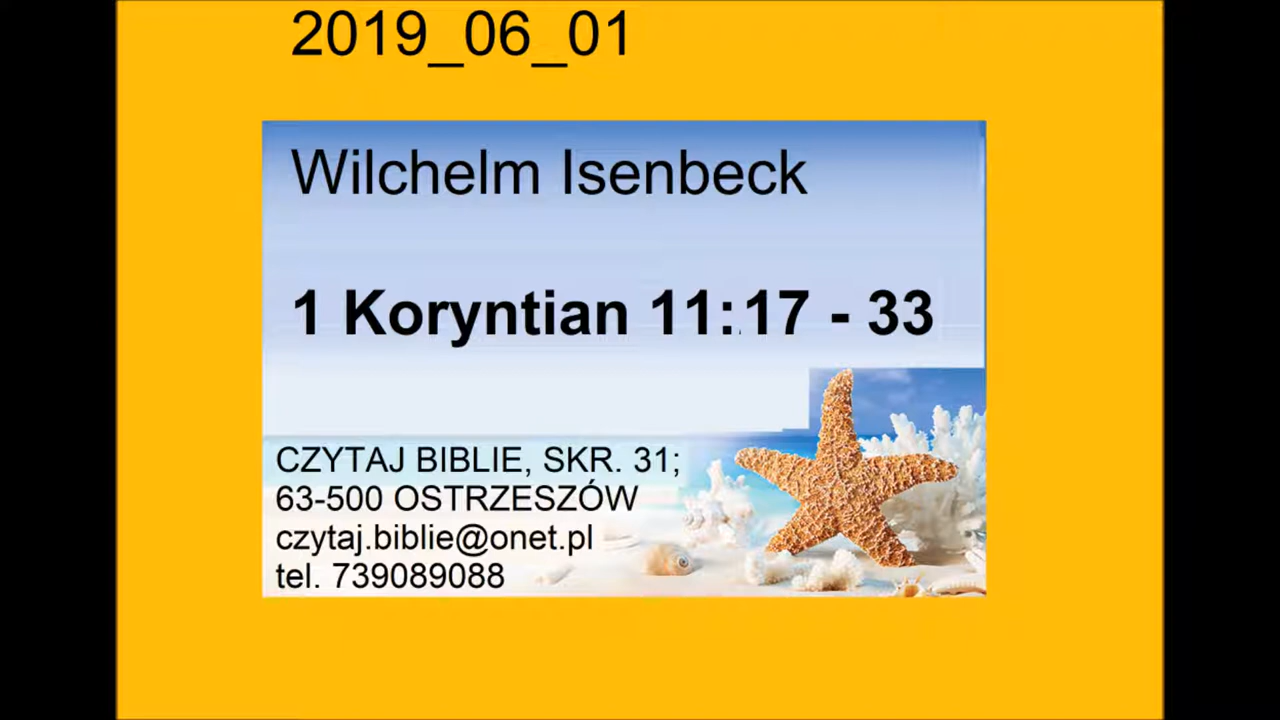 2019_06_01
Wilchelm Isenbeck
1 Koryntian 11:17 - 33
CZYTAJ BIBLIE, SKR. 31;
63-500 OSTRZESZÓW
czytaj.biblie@onet.pl
tel. 739089088